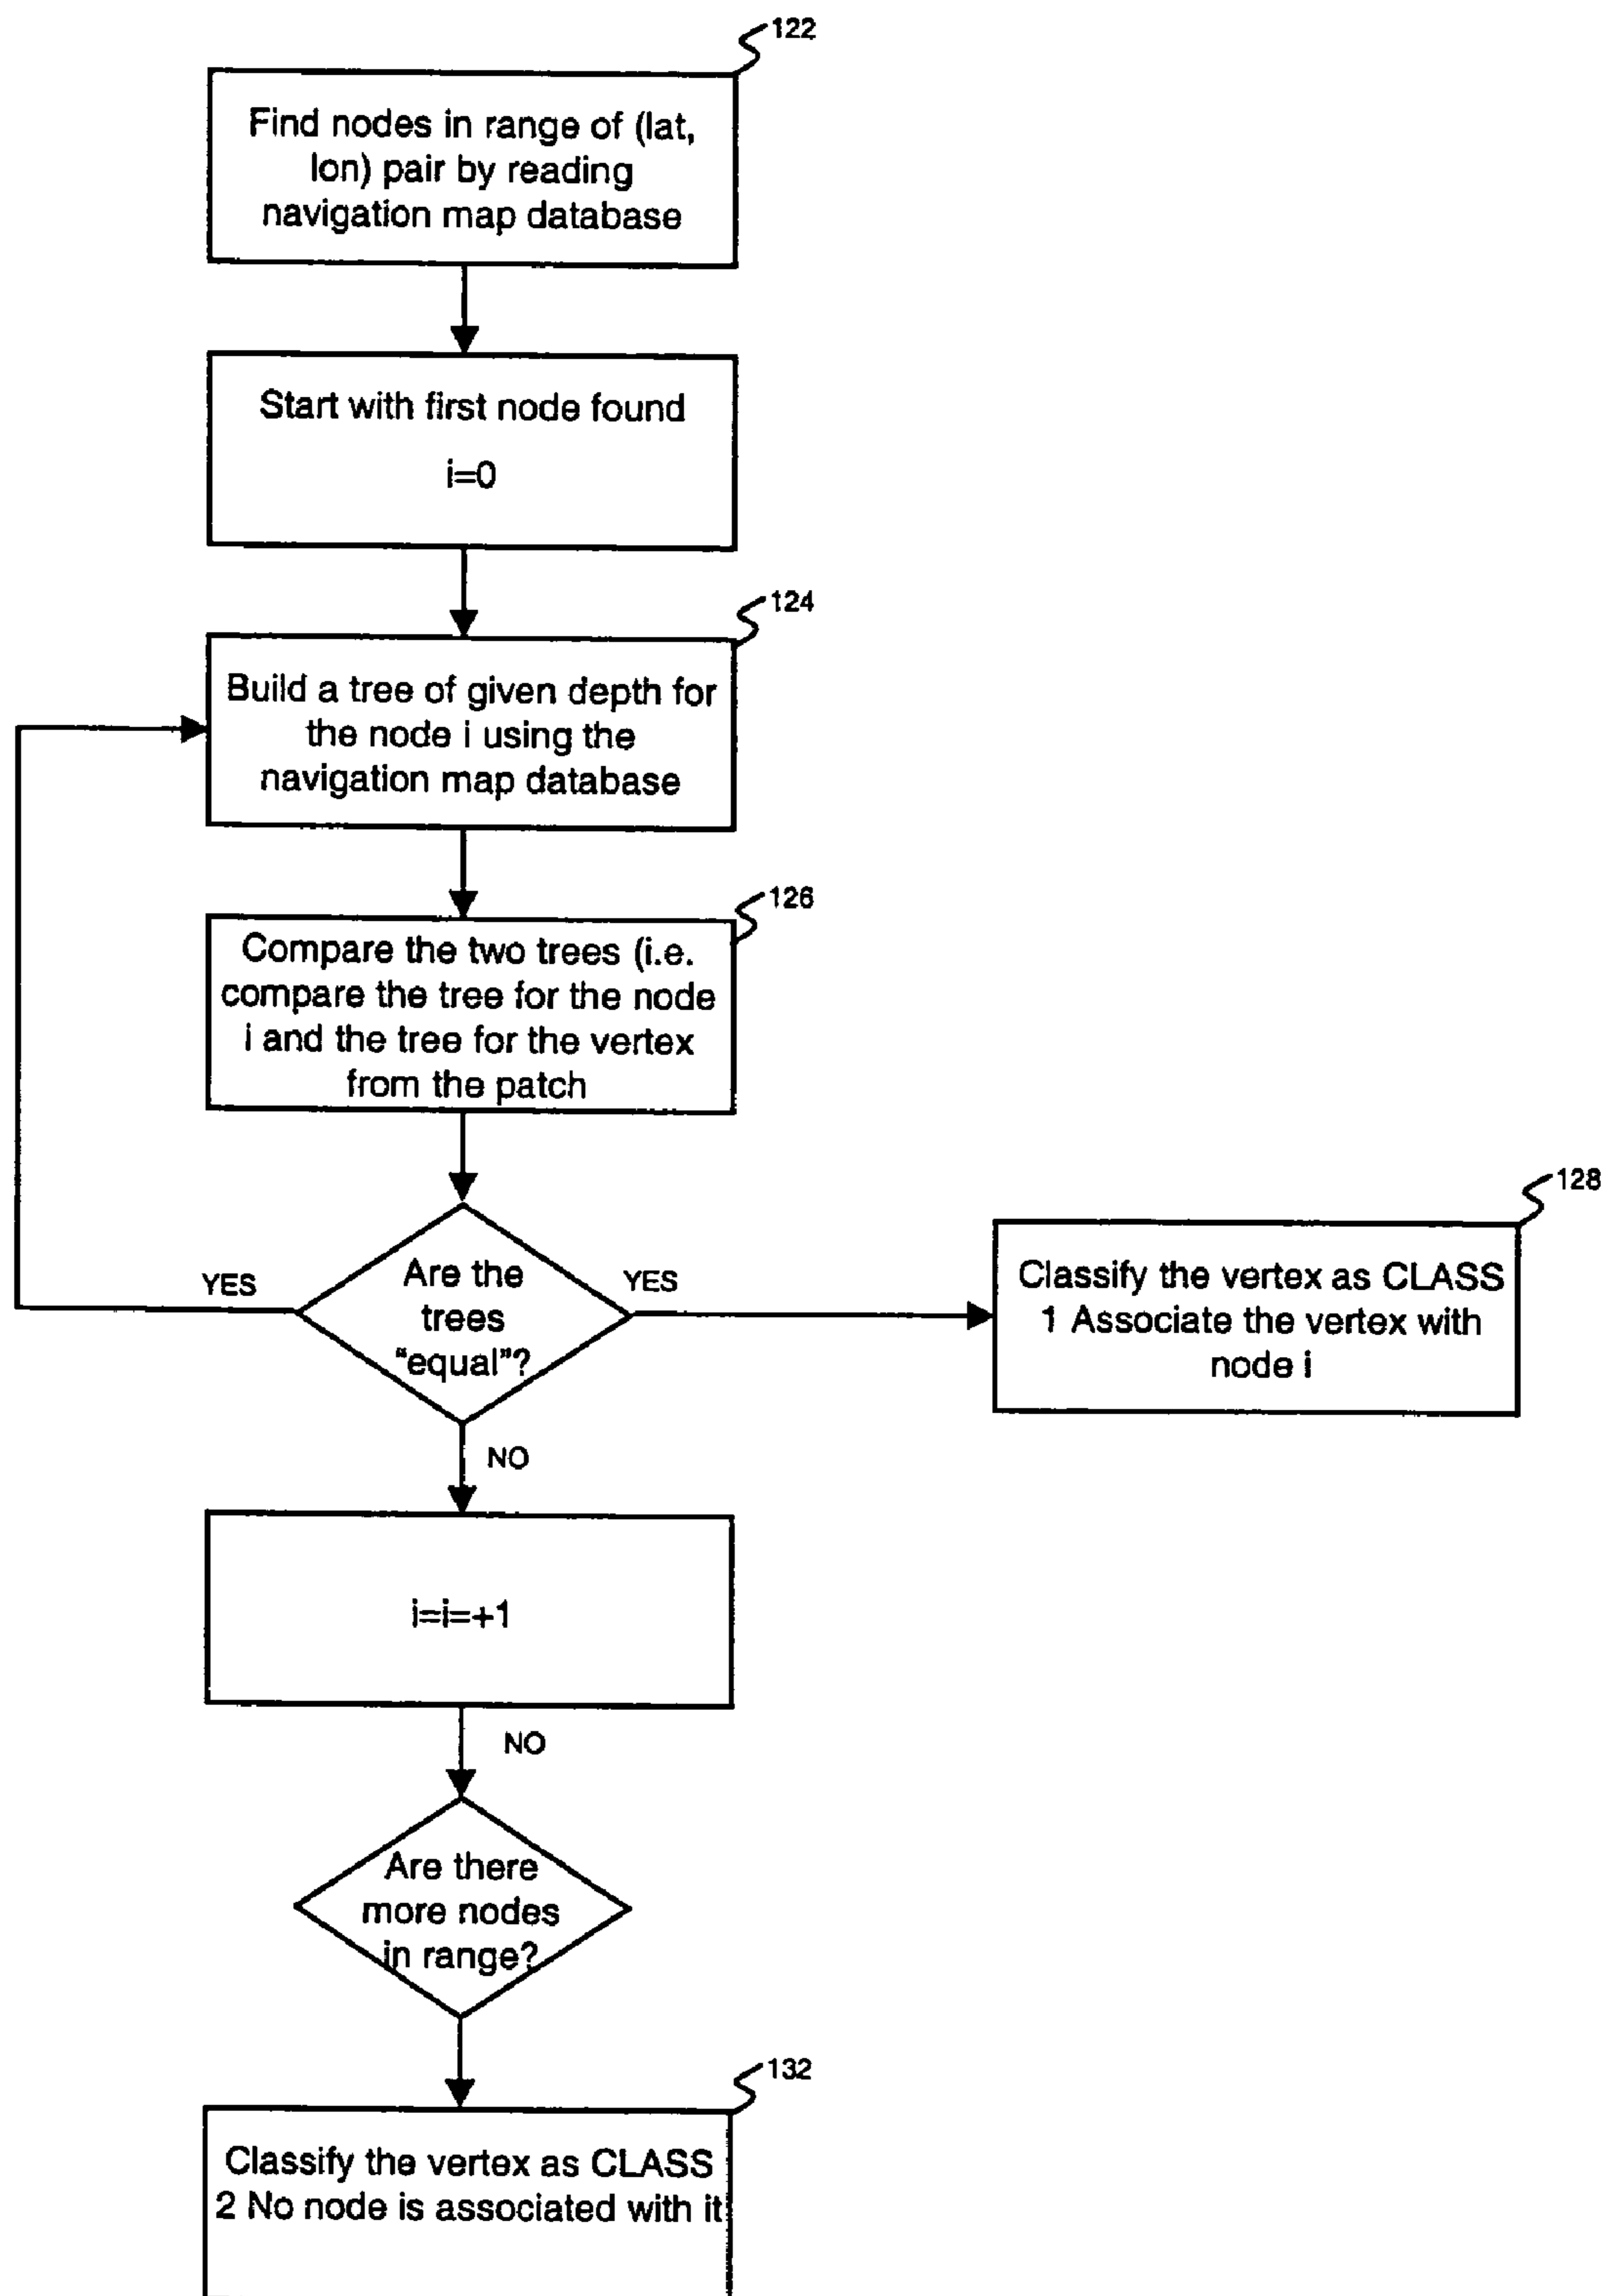 122
Find nodes in range of (lat,
lon) pair by reading
navigation map database
Start with first node found
i=0
124
Build a tree of given depth for
the node i using the
navigation map database
126
Compare the two trees (i.e.
compare the tree for the node
i and the tree for the vertex
from the patch
YES
Are the
trees
"equal"?
YES
128
Classify the vertex as CLASS
1 Associate the vertex with
node i
NO
i=i=+1
NO
Are there
more nodes
in range?
132
Classify the vertex as CLASS
2 No node is associated with it